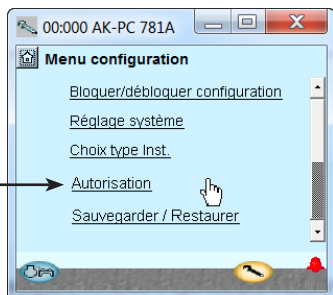 00:000 AK-PC 781A
Menu configuration
Bloquer/débloquer configuration
Réglage système
Choix type Inst.
Autorisation
Sauvegarder / Restaurer